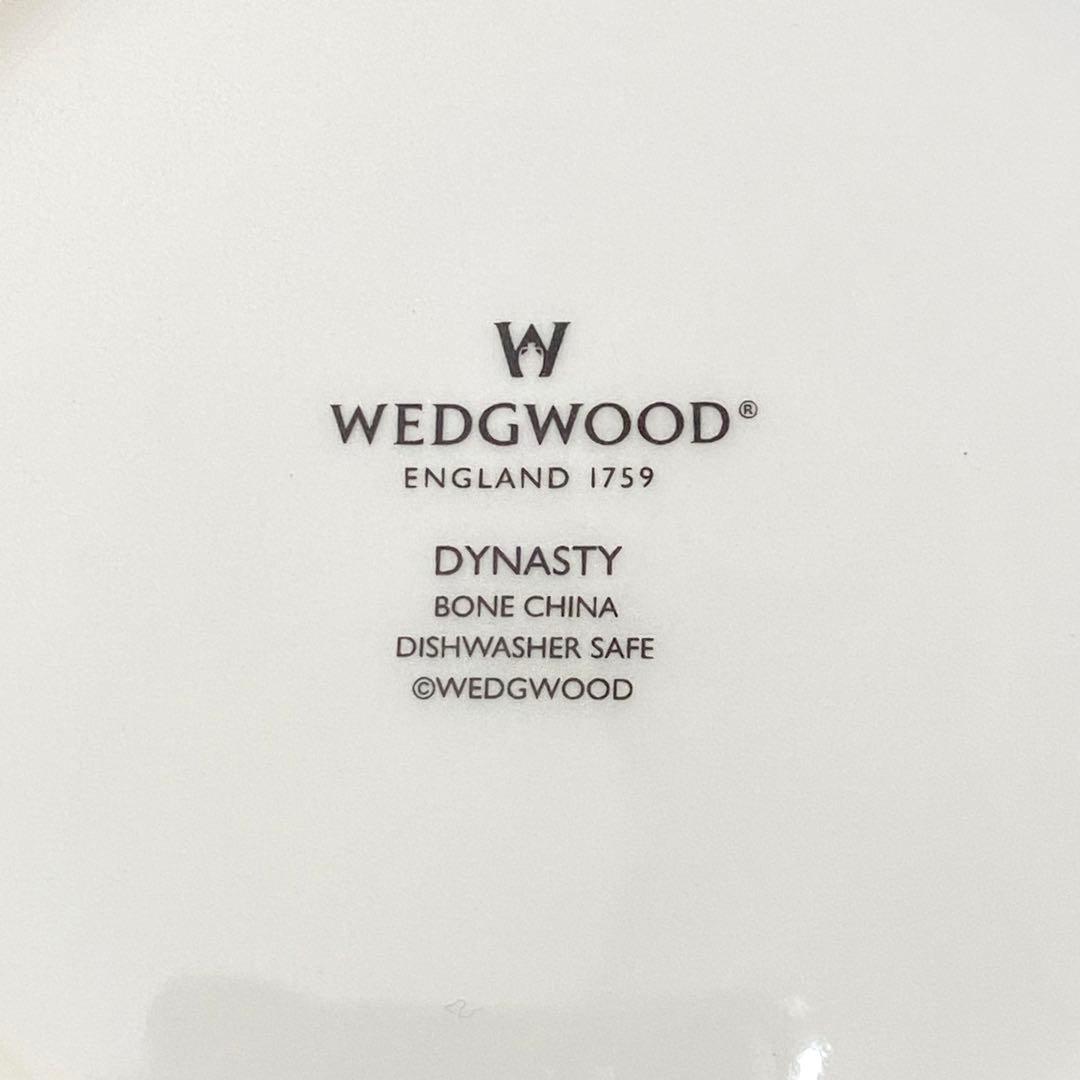 W
WEDGWOOD®
ENGLAND 1759
DYNASTY
BONE CHINA
DISHWASHER SAFE
©WEDGWOOD